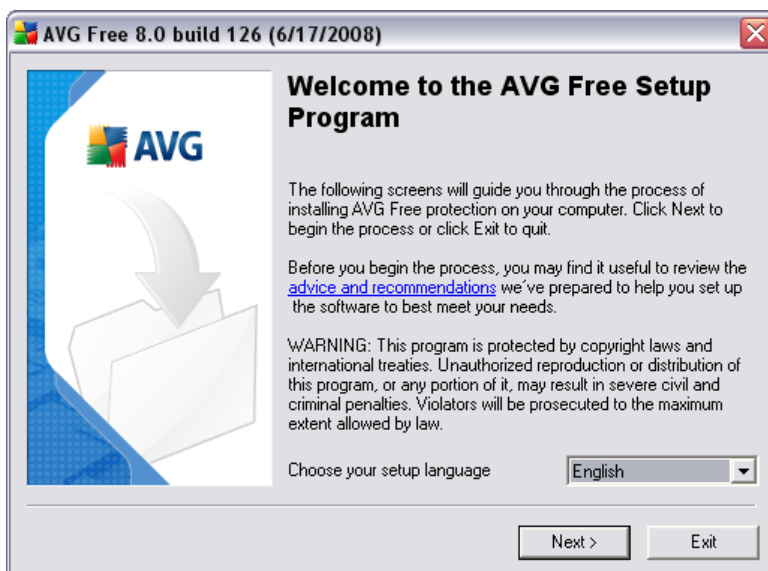 AVG Free 8.0 build 126 (6/17/2008)
AVG
Welcome to the AVG Free Setup
Program
The following screens will guide you through the process of
installing AVG Free protection on your computer. Click Next to
begin the process or click Exit to quit.
Before you begin the process, you may find it useful to review the
advice and recommendations we´ve prepared to help you set up
the software to best meet your needs.
WARNING: This program is protected by copyright laws and
international treaties. Unauthorized reproduction or distribution of
this program, or any portion of it, may result in severe civil and
criminal penalties. Violators will be prosecuted to the maximum
extent allowed by law.
Choose your setup language English
Next > Exit